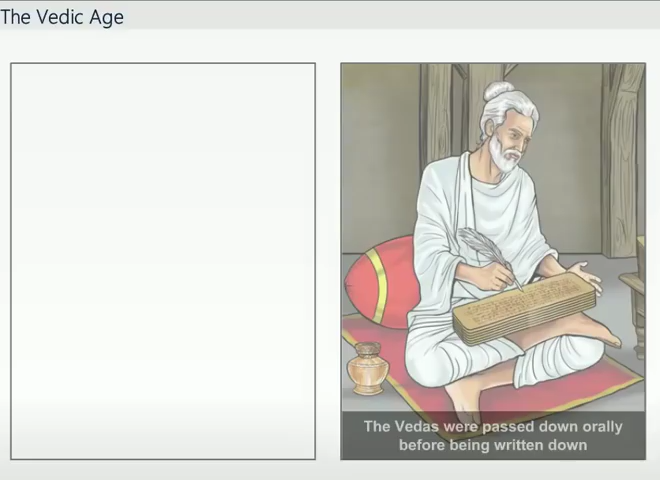 The Vedic Age
The Vedas were passed down orally
before being written down